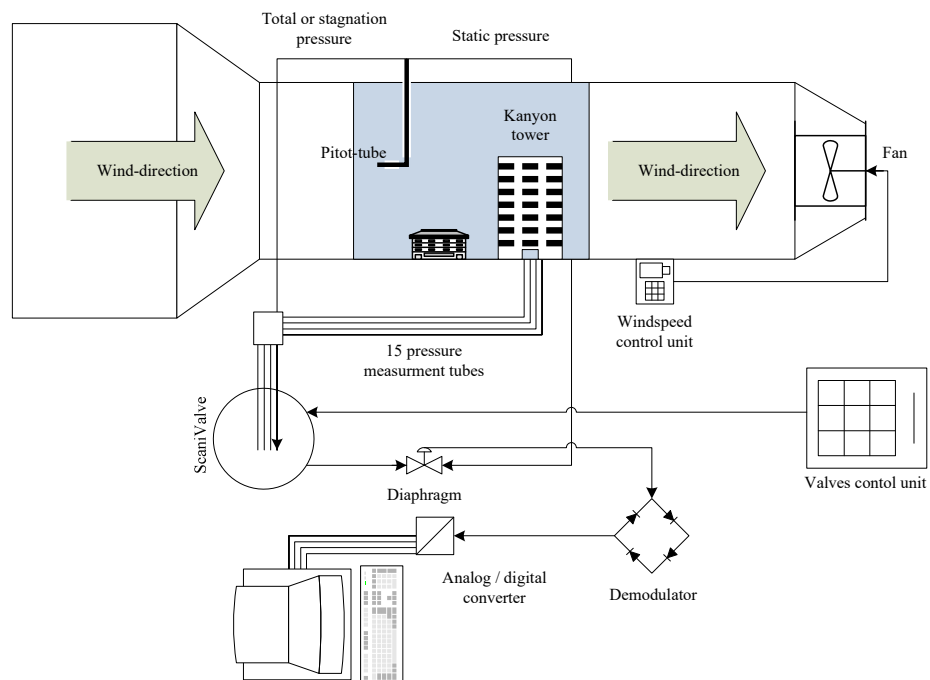 Total or stagnation
pressure
Static pressure
Kanyon
tower
Pitot-tube
Wind-direction
Wind-direction
Fan
Windspeed
control unit
15 pressure
measurment tubes
ScaniValve
Diaphragm
Valves contol unit
Analog / digital
converter
Demodulator